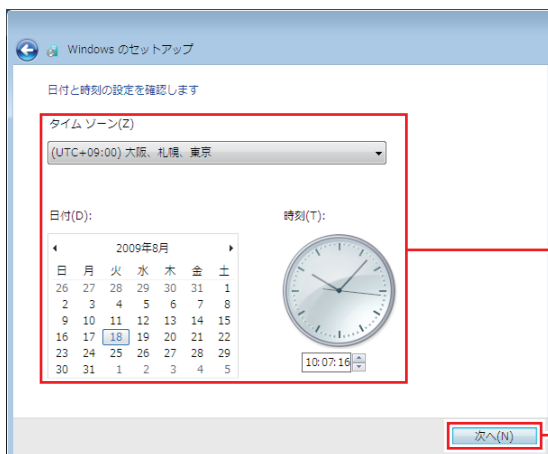 Windows のセットアップ
日付と時刻の設定を確認します
タイム ゾーン(Z)
(UTC+09:00) 大阪、札幌、東京
日付(D):
時刻(T):
2009年8月
日 月 火 水 木 金 土
26 27 28 29 30 31 1
2 3 4 5 6 7 8
9 10 11 12 13 14 15
16 17 18 19 20 21 22
23 24 25 26 27 28 29
30 31 1 2 3 4 5
10:07:16
次へ(N)